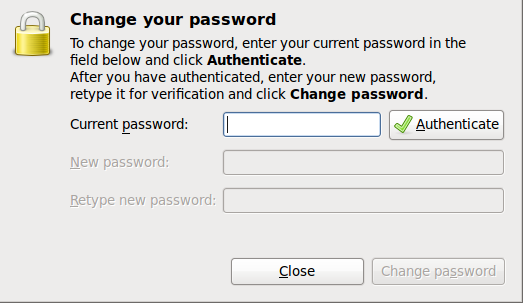 Change your password
To change your password, enter your current password in the
field below and click Authenticate.
After you have authenticated, enter your new password,
retype it for verification and click Change password.
Current password:
Authenticate
New password:
Retype new password:
Close
Change password